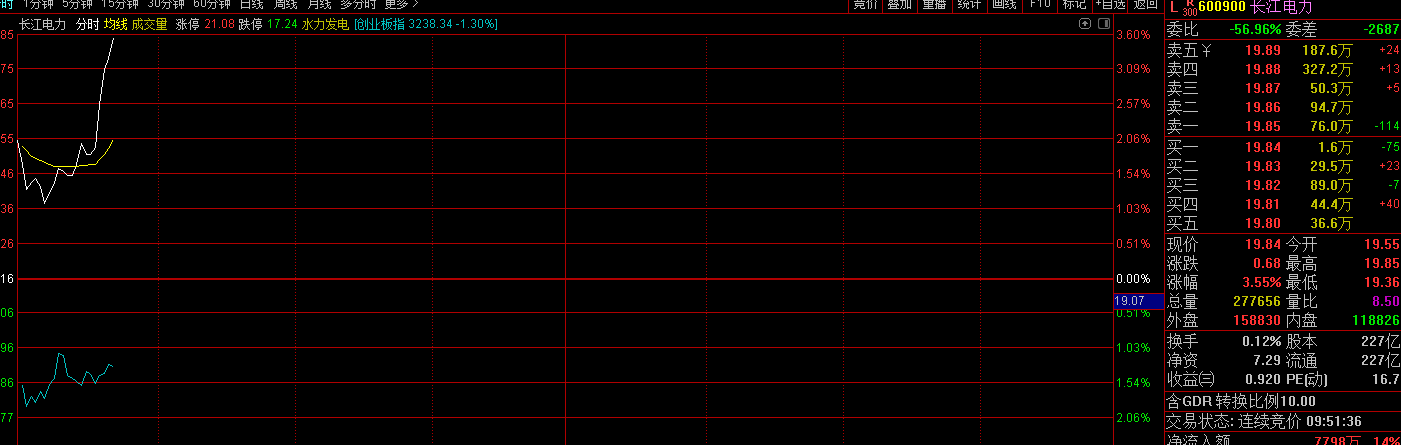 时 1分钟 5分钟 15分钟 30分钟 60分钟 日线 周线 月线 多分时 更多 > 竞价 叠加 重播 统计 画线 F10 标记 +自选 返回
长江电力 分时 均线 成交量 涨停 21.08 跌停 17.24 水力发电 [创业板指 3238.34 -1.30%]
85 3.60%
75 3.09%
65 2.57%
55 2.06%
46 1.54%
36 1.03%
26 0.51%
16 0.00%
19.07
06 0.51%
96 1.03%
86 1.54%
77 2.06%
L R 300 600900 长江电力
委比 -56.96% 委差 -2687
卖五 ¥ 19.89 187.6万 +24
卖四 19.88 327.2万 +13
卖三 19.87 50.3万 +5
卖二 19.86 94.7万
卖一 19.85 76.0万 -114
买一 19.84 1.6万 -75
买二 19.83 29.5万 +23
买三 19.82 89.0万 -7
买四 19.81 44.4万 +40
买五 19.80 36.6万
现价 19.84 今开 19.55
涨跌 0.68 最高 19.85
涨幅 3.55% 最低 19.36
总量 277656 量比 8.50
外盘 158830 内盘 118826
换手 0.12% 股本 227亿
净资 7.29 流通 227亿
收益㈢ 0.920 PE(动) 16.7
含GDR 转换比例10.00
交易状态: 连续竞价 09:51:36
净流入额 7798万 14%